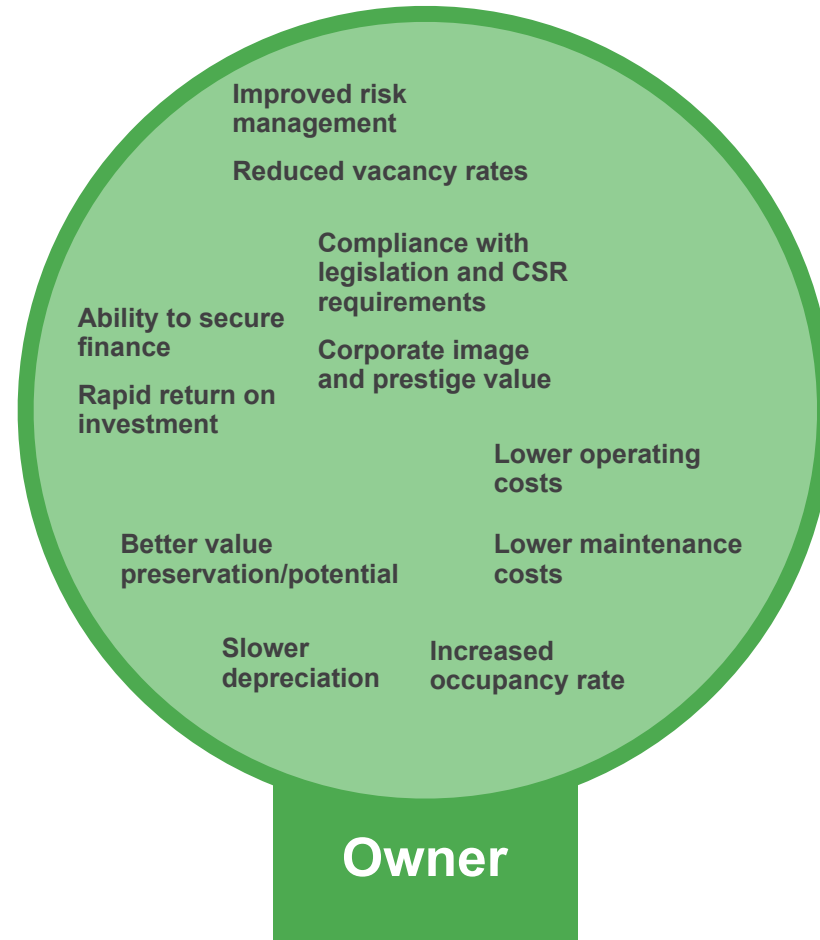 Improved risk
management
Reduced vacancy rates
Compliance with
legislation and CSR
requirements
Corporate image
and prestige value
Ability to secure
finance
Rapid return on
investment
Lower operating
costs
Lower maintenance
costs
Better value
preservation/potential
Slower
depreciation
Increased
occupancy rate
Owner